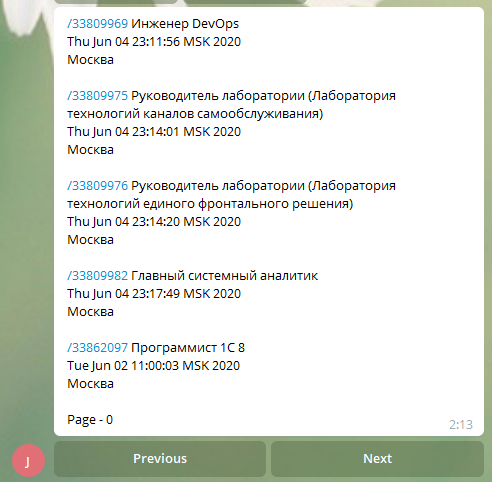 /33809969 Инженер DevOps
Thu Jun 04 23:11:56 MSK 2020
Москва
/33809975 Руководитель лаборатории (Лаборатория
технологий каналов самообслуживания)
Thu Jun 04 23:14:01 MSK 2020
Москва
/33809976 Руководитель лаборатории (Лаборатория
технологий единого фронтального решения)
Thu Jun 04 23:14:20 MSK 2020
Москва
/33809982 Главный системный аналитик
Thu Jun 04 23:17:49 MSK 2020
Москва
/33862097 Программист 1С 8
Tue Jun 02 11:00:03 MSK 2020
Москва
Page - 0
2:13
J
Previous
Next